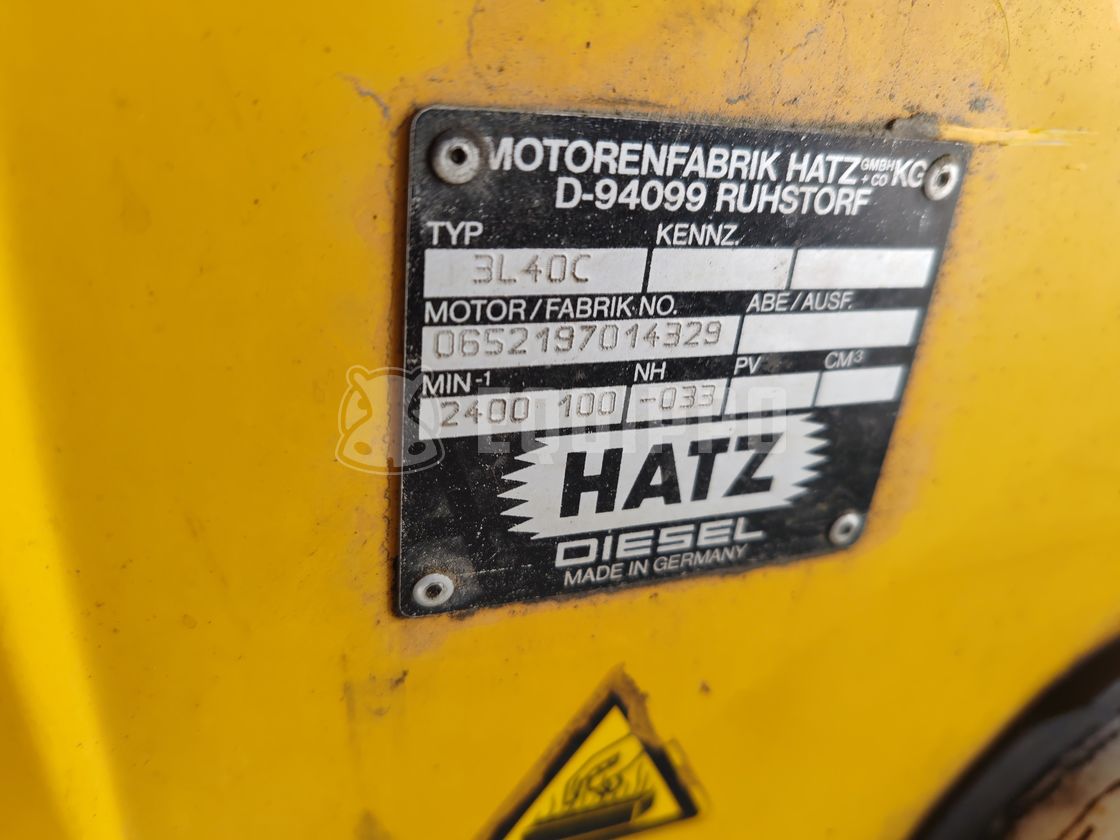 MOTORENFABRIK HATZ GMBH + CO KG
D-94099 RUHSTORF
TYP KENNZ.
3L40C
MOTOR/FABRIK·NO. ABE/AUSF.
0652197014329
MIN-1 NH PV CM3
2400 100 -033
EQUIPPO
HATZ
DIESEL
MADE IN GERMANY